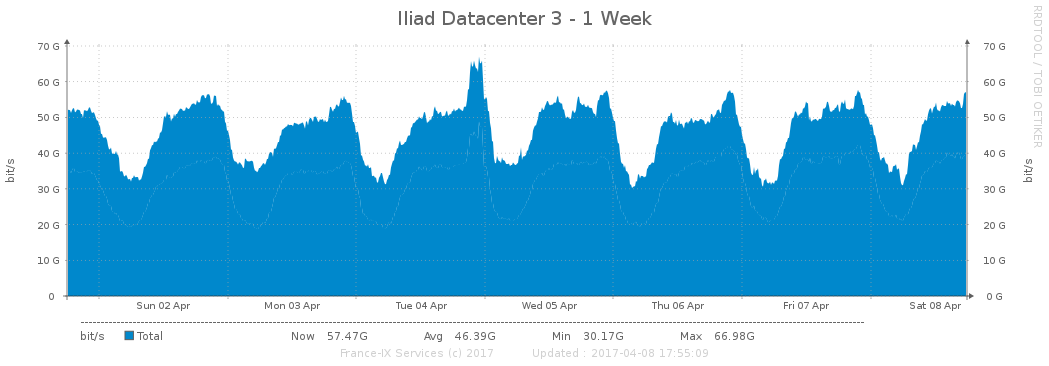 Iliad Datacenter 3 - 1 Week
RRDTOOL / TOBI OETIKER
70 G 70 G
60 G 60 G
50 G 50 G
40 G 40 G
bit/s bit/s
30 G 30 G
20 G 20 G
10 G 10 G
0 0 G
Sun 02 Apr Mon 03 Apr Tue 04 Apr Wed 05 Apr Thu 06 Apr Fri 07 Apr Sat 08 Apr
bit/s Total Now 57.47G Avg 46.39G Min 30.17G Max 66.98G
France-IX Services (c) 2017 Updated : 2017-04-08 17:55:09